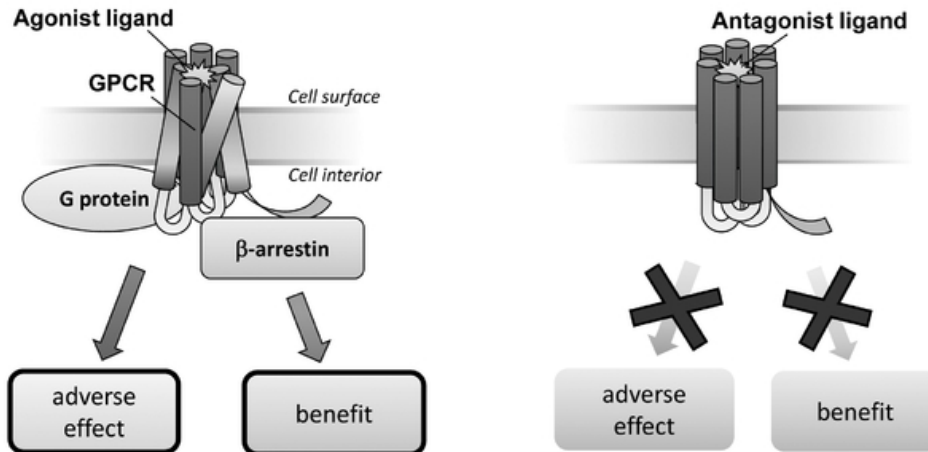 Agonist ligand
GPCR
Cell surface
Cell interior
G protein
β-arrestin
adverse
effect
benefit
Antagonist ligand
adverse
effect
benefit